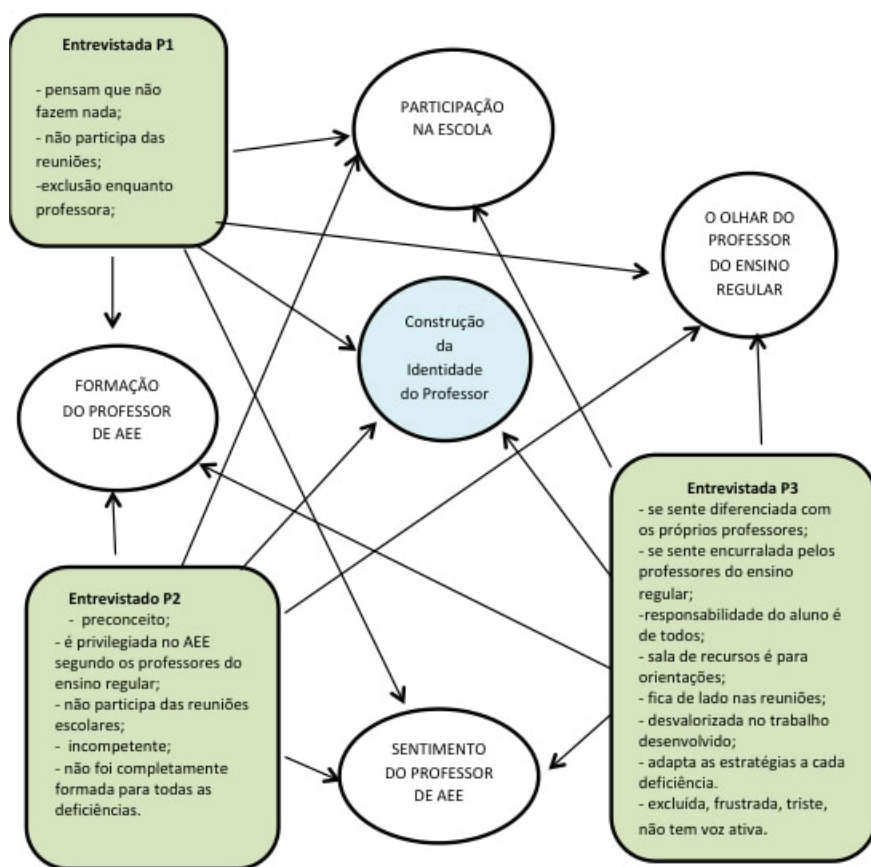 Entrevistada P1
- pensam que não
fazem nada;
- não participa das
reuniões;
-exclusão enquanto
professora;
PARTICIPAÇÃO
NA ESCOLA
O OLHAR DO
PROFESSOR
DO ENSINO
REGULAR
Construção
da
Identidade
do Professor
FORMAÇÃO
DO PROFESSOR
DE AEE
Entrevistado P2
- preconceito;
- é privilegiada no AEE
segundo os professores do
ensino regular;
- não participa das reuniões
escolares;
- incompetente;
- não foi completamente
formada para todas as
deficiências.
SENTIMENTO
DO PROFESSOR
DE AEE
Entrevistada P3
- se sente diferenciada com
os próprios professores;
- se sente encurralada pelos
professores do ensino
regular;
-responsabilidade do aluno é
de todos;
- sala de recursos é para
orientações;
- fica de lado nas reuniões;
- desvalorizada no trabalho
desenvolvido;
- adapta as estratégias a cada
deficiência.
- excluída, frustrada, triste,
não tem voz ativa.